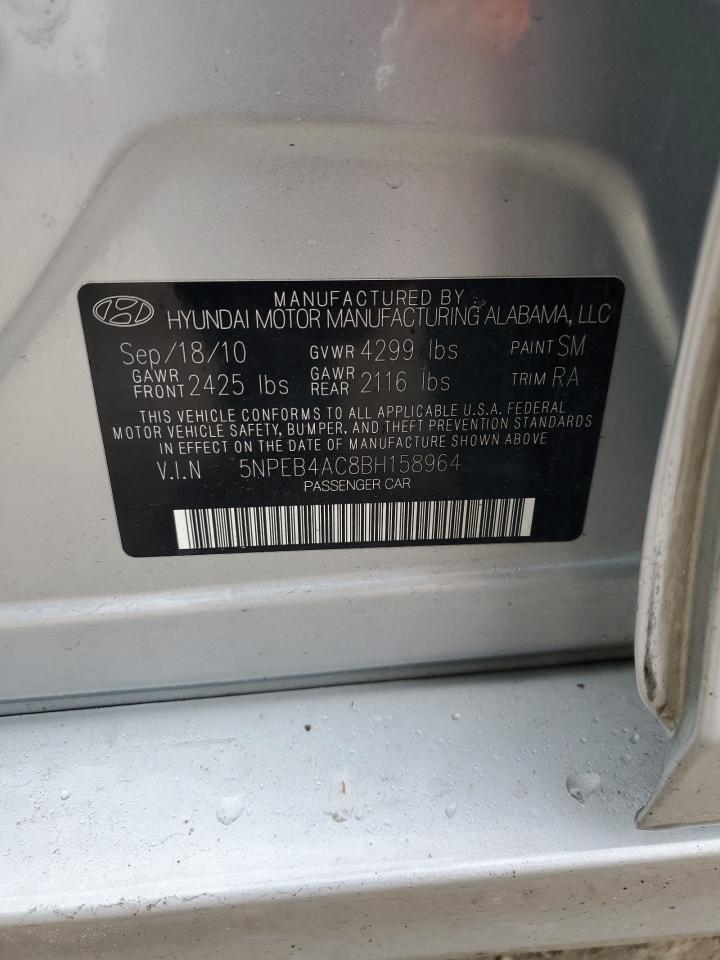 MANUFACTURED BY
HYUNDAI MOTOR MANUFACTURING ALABAMA, LLC
Sep/18/10 GVWR 4299 lbs PAINT SM
GAWR FRONT 2425 lbs GAWR REAR 2116 lbs TRIM RA
THIS VEHICLE CONFORMS TO ALL APPLICABLE U.S.A. FEDERAL
MOTOR VEHICLE SAFETY, BUMPER, AND THEFT PREVENTION STANDARDS
IN EFFECT ON THE DATE OF MANUFACTURE SHOWN ABOVE
V.I.N 5NPEB4AC8BH158964
PASSENGER CAR